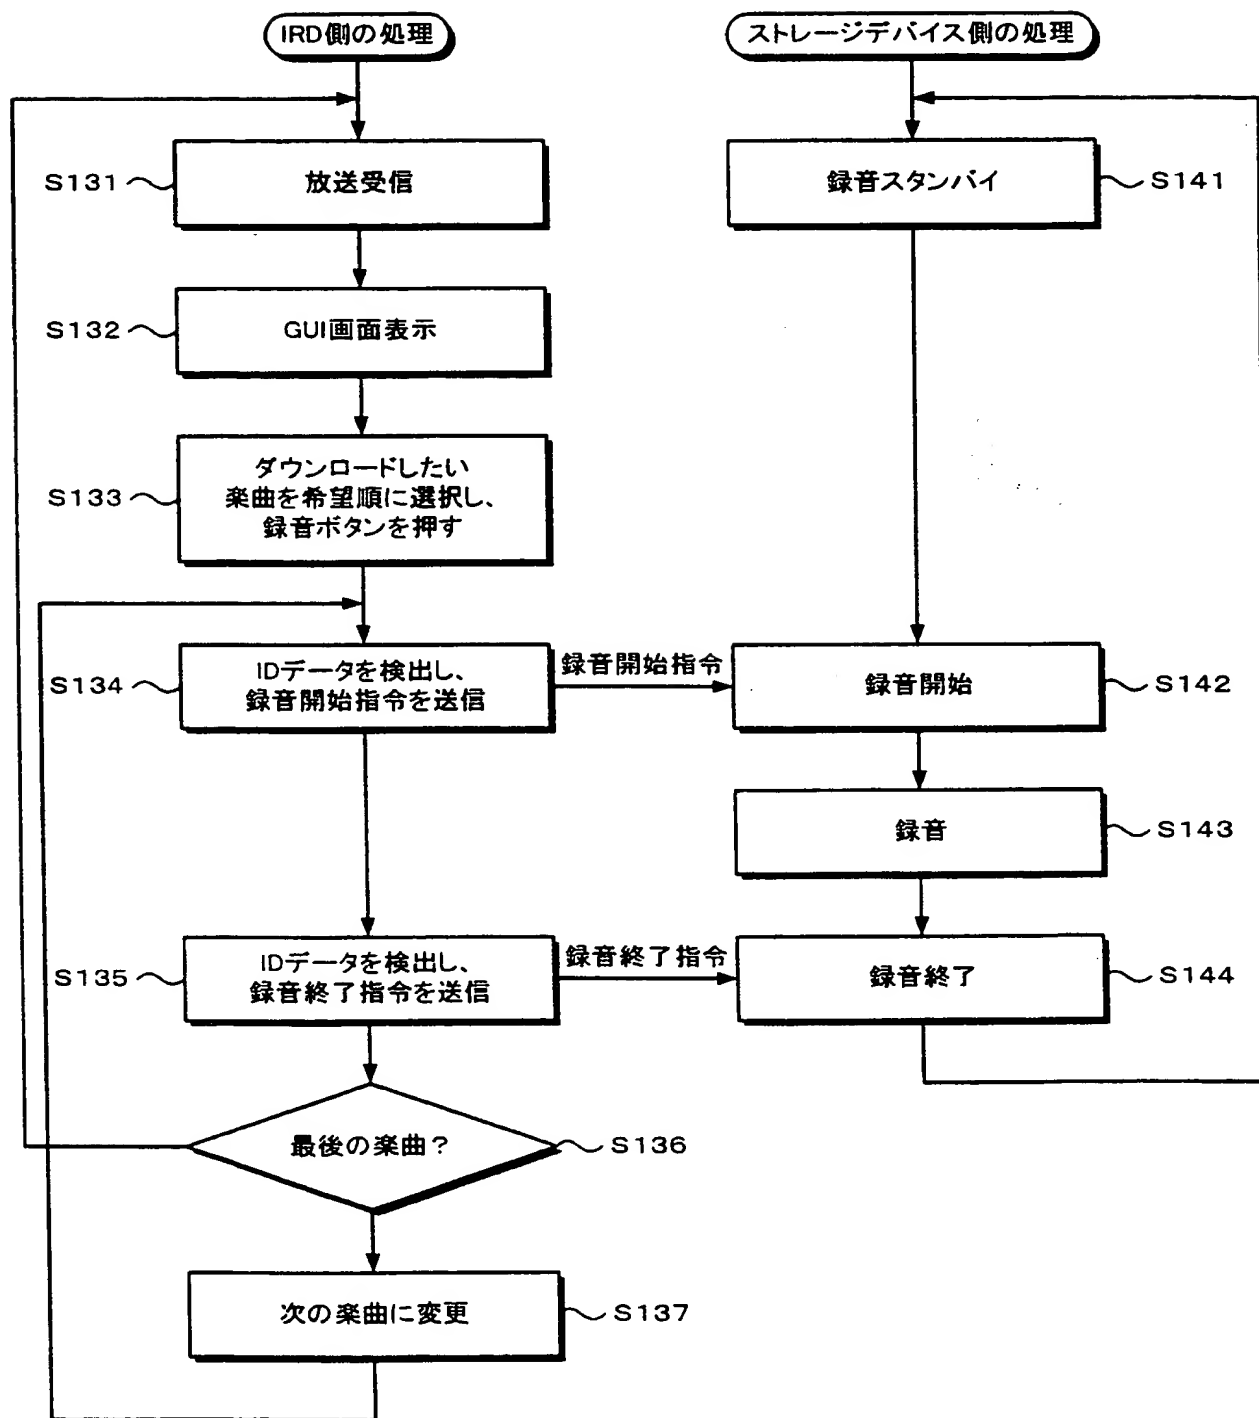 IRD側の処理
S131
放送受信
S132
GUI画面表示
S133
ダウンロードしたい
楽曲を希望順に選択し、
録音ボタンを押す
S134
IDデータを検出し、
録音開始指令を送信
録音開始指令
S135
IDデータを検出し、
録音終了指令を送信
録音終了指令
最後の楽曲?
S136
次の楽曲に変更
S137
ストレージデバイス側の処理
録音スタンバイ
S141
録音開始
S142
録音
S143
録音終了
S144